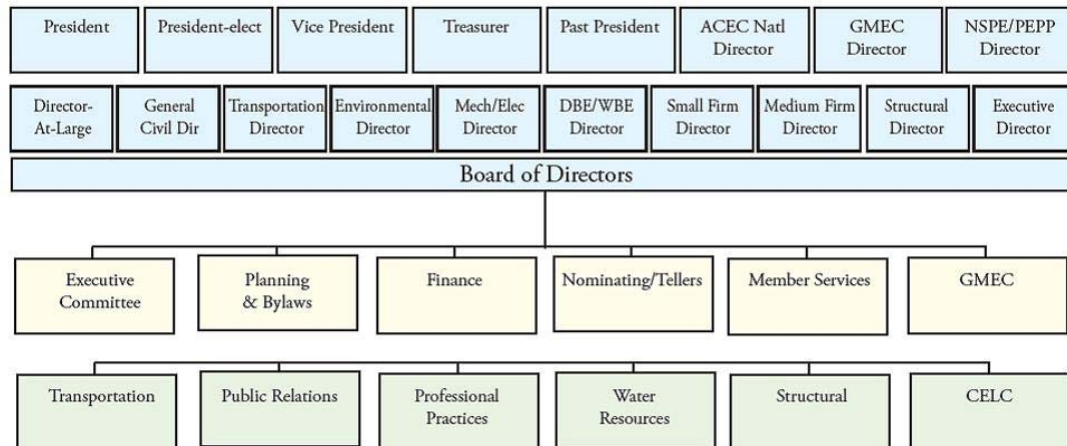 President
President-elect
Vice President
Treasurer
Past President
ACEC Natl
Director
GMEC
Director
NSPE/PEPP
Director
Director-
At-Large
General
Civil Dir
Transportation
Director
Environmental
Director
Mech/Elec
Director
DBE/WBE
Director
Small Firm
Director
Medium Firm
Director
Structural
Director
Executive
Director
Board of Directors
Executive
Committee
Planning
& Bylaws
Finance
Nominating/Tellers
Member Services
GMEC
Transportation
Public Relations
Professional
Practices
Water
Resources
Structural
CELC